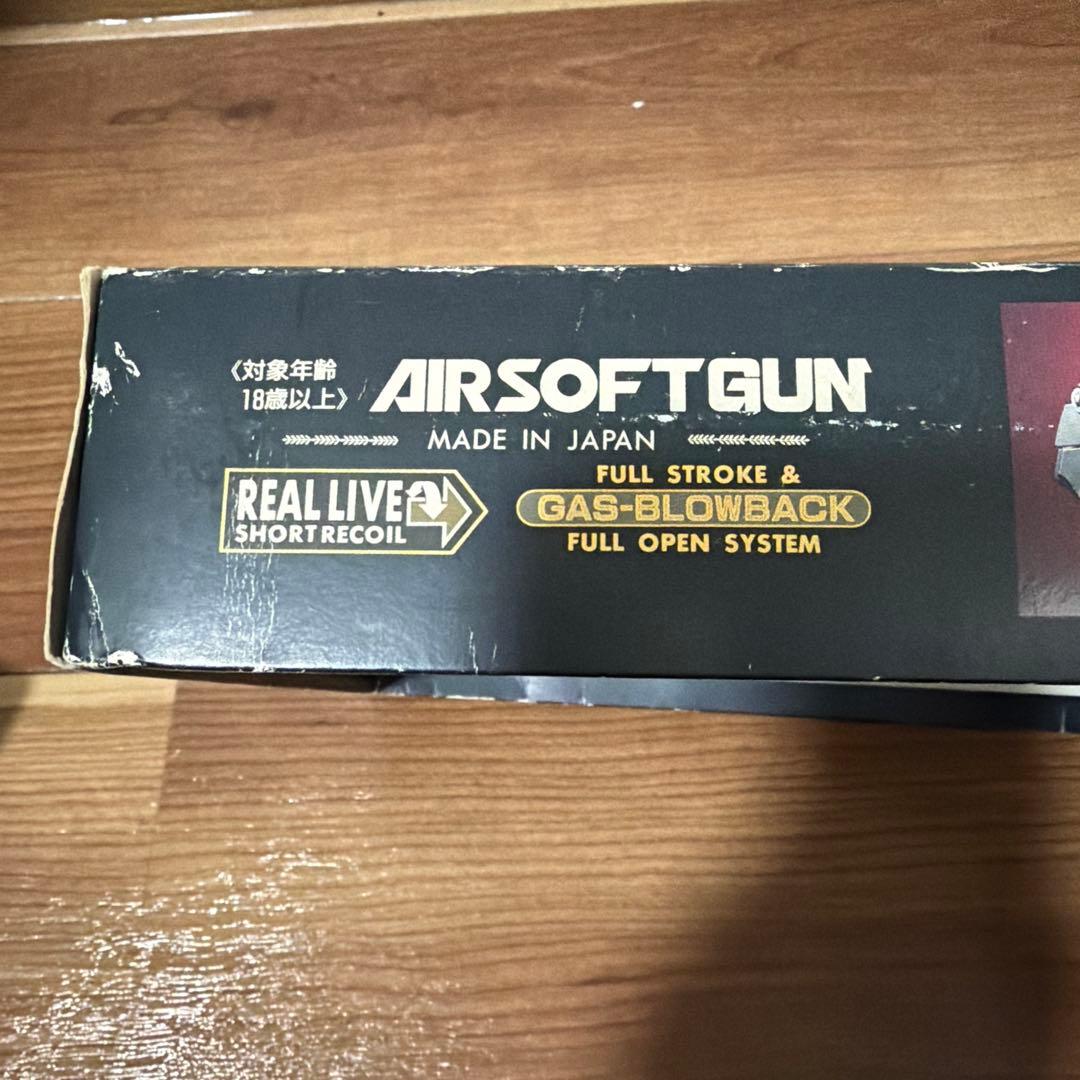 《対象年齢
18歳以上》
AIRSOFTGUN
MADE IN JAPAN
REAL LIVE
SHORT RECOIL
FULL STROKE &
GAS-BLOWBACK
FULL OPEN SYSTEM